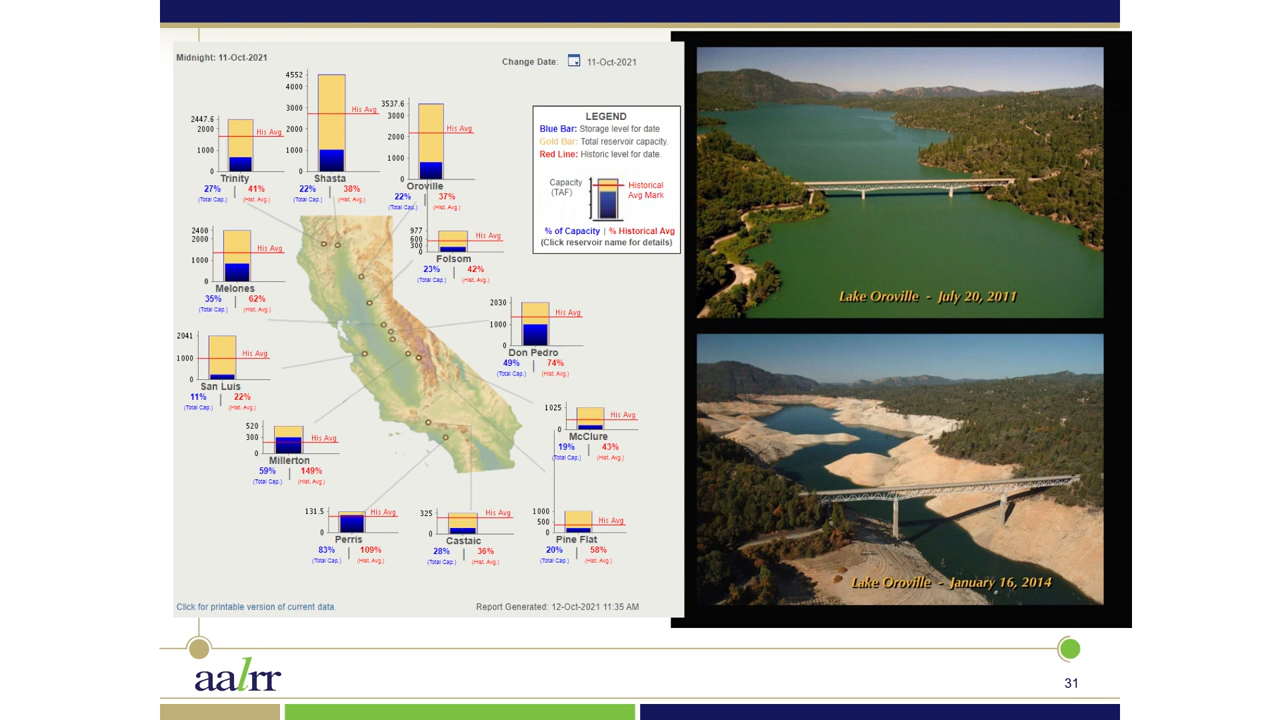 Midnight: 11-Oct-2021
Change Date: 11-Oct-2021
4552
4000
3000
2000
1000
0
His Avg
Shasta
22% | 38%
(Total Cap.) (Hist. Avg.)
2447.6
2000
1000
0
His Avg
Trinity
27% | 41%
(Total Cap.) (Hist. Avg.)
3537.6
3000
2000
1000
0
His Avg
Oroville
22% | 37%
(Total Cap.) (Hist. Avg.)
LEGEND
Blue Bar: Storage level for date
Gold Bar: Total reservoir capacity.
Red Line: Historic level for date.
Capacity
(TAF)
Historical
Avg Mark
% of Capacity | % Historical Avg
(Click reservoir name for details)
2400
2000
1000
0
His Avg
Melones
35% | 62%
(Total Cap.) (Hist. Avg.)
977
600
300
0
His Avg
Folsom
23% | 42%
(Total Cap.) (Hist. Avg.)
2030
1000
0
His Avg
Don Pedro
49% | 74%
(Total Cap.) (Hist. Avg.)
2041
1000
0
His Avg
San Luis
11% | 22%
(Total Cap.) (Hist. Avg.)
1025
0
His Avg
McClure
19% | 43%
(Total Cap.) (Hist. Avg.)
520
300
0
His Avg
Millerton
59% | 149%
(Total Cap.) (Hist. Avg.)
131.5
0
His Avg
Perris
83% | 109%
(Total Cap.) (Hist. Avg.)
325
0
His Avg
Castaic
28% | 36%
(Total Cap.) (Hist. Avg.)
1000
500
0
His Avg
Pine Flat
20% | 58%
(Total Cap.) (Hist. Avg.)
Click for printable version of current data.
Report Generated: 12-Oct-2021 11:35 AM
Lake Oroville - July 20, 2011
Lake Oroville - January 16, 2014
aalrr
31